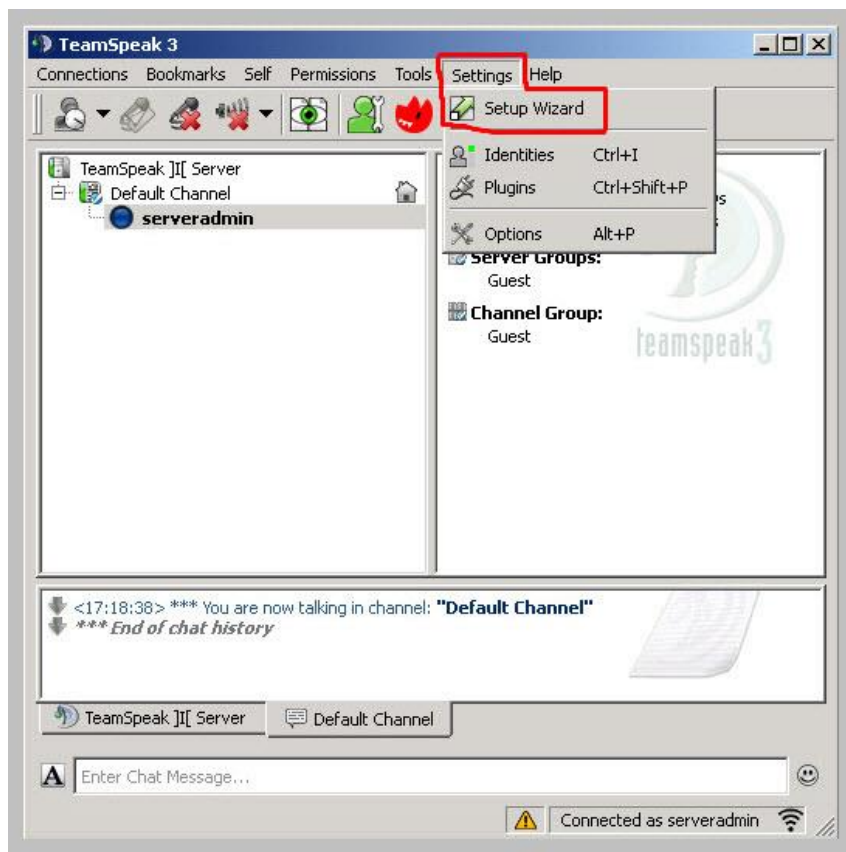 TeamSpeak 3
Connections Bookmarks Self Permissions Tools Settings Help
Setup Wizard
Identities Ctrl+I
Plugins Ctrl+Shift+P
Options Alt+P
TeamSpeak ]I[ Server
Default Channel
serveradmin
Server Groups:
Guest
Channel Group:
Guest
teamspeak 3
<17:18:38> *** You are now talking in channel: "Default Channel"
*** End of chat history
TeamSpeak ]I[ Server Default Channel
A Enter Chat Message...
Connected as serveradmin